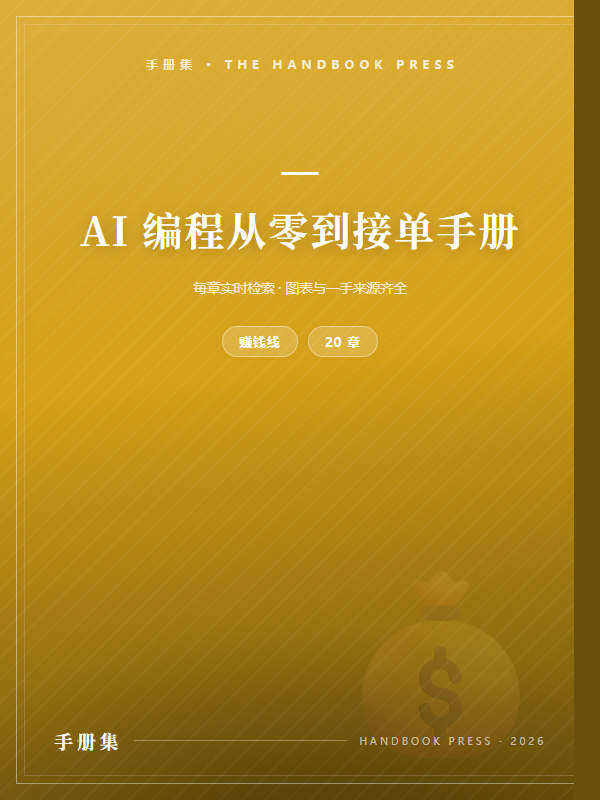 手册集 • THE HANDBOOK PRESS
AI 编程从零到接单手册
每章实时检索 · 图表与一手来源齐全
赚钱线 20 章
$
手册集 HANDBOOK PRESS · 2026